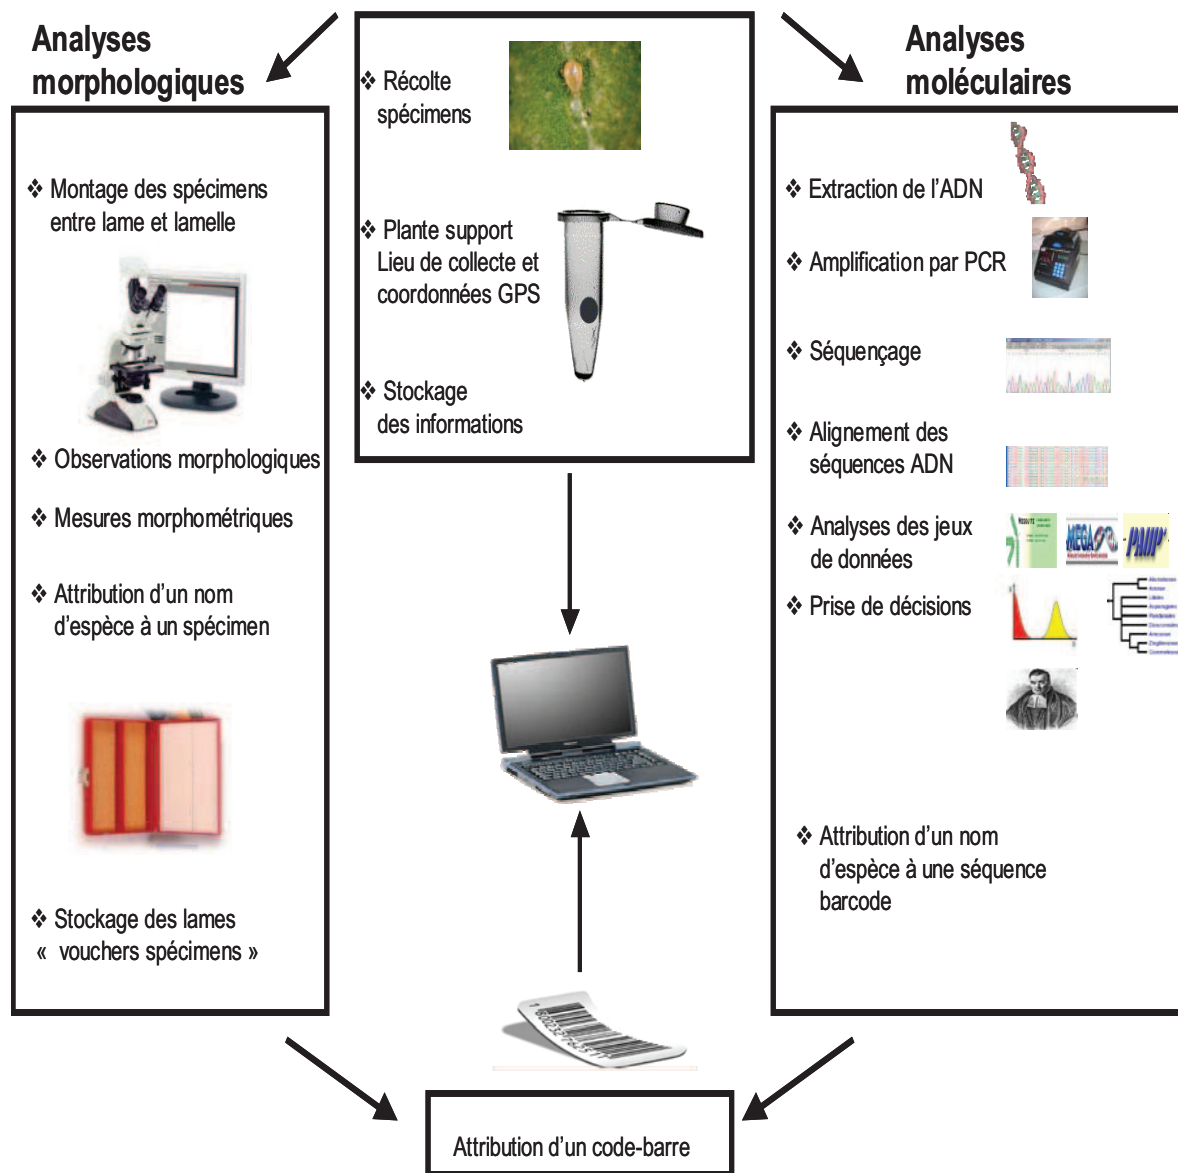 Analyses
morphologiques
❖ Montage des spécimens
entre lame et lamelle
❖ Observations morphologiques
❖ Mesures morphométriques
❖ Attribution d’un nom
d’espèce à un spécimen
❖ Stockage des lames
« vouchers spécimens »
❖ Récolte
spécimens
❖ Plante support
Lieu de collecte et
coordonnées GPS
❖ Stockage
des informations
Analyses
moléculaires
❖ Extraction de l’ADN
❖ Amplification par PCR
❖ Séquençage
❖ Alignement des
séquences ADN
❖ Analyses des jeux
de données
MEGA
PAUP*
❖ Prise de décisions
❖ Attribution d’un nom
d’espèce à une séquence
barcode
Attribution d’un code-barre